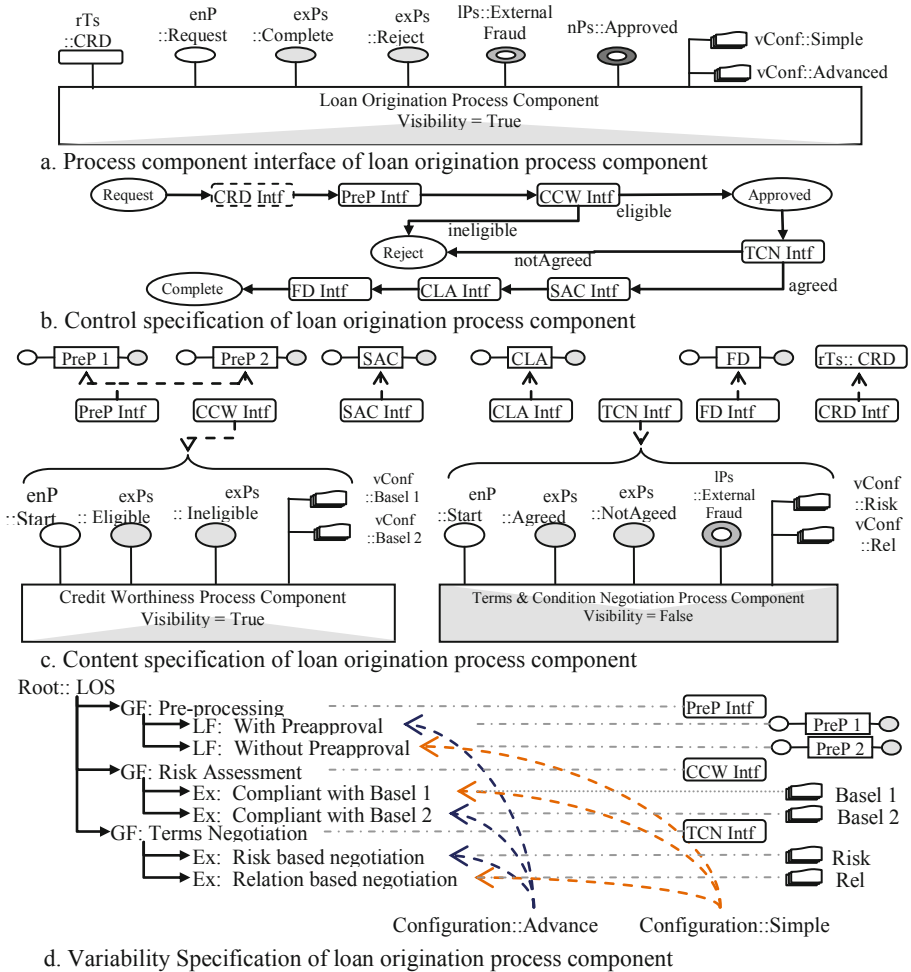 rTs
::CRD
enP
::Request
exPs
::Complete
exPs
::Reject
lPs::External
Fraud
nPs::Approved
vConf::Simple
vConf::Advanced
Loan Origination Process Component
Visibility = True
a. Process component interface of loan origination process component
Request
CRD Intf
PreP Intf
CCW Intf
eligible
Approved
ineligible
Reject
notAgreed
TCN Intf
agreed
Complete
FD Intf
CLA Intf
SAC Intf
b. Control specification of loan origination process component
PreP 1
PreP 2
SAC
CLA
FD
rTs:: CRD
PreP Intf
CCW Intf
SAC Intf
CLA Intf
TCN Intf
FD Intf
CRD Intf
enP
::Start
exPs
:: Eligible
exPs
:: Ineligible
vConf
::Basel 1
vConf
::Basel 2
Credit Worthiness Process Component
Visibility = True
enP
::Start
exPs
::Agreed
exPs
::NotAgeed
lPs
::External
Fraud
vConf
::Risk
vConf
::Rel
Terms & Condition Negotiation Process Component
Visibility = False
c. Content specification of loan origination process component
Root:: LOS
GF: Pre-processing
PreP Intf
LF: With Preapproval
PreP 1
LF: Without Preapproval
PreP 2
GF: Risk Assessment
CCW Intf
Ex: Compliant with Basel 1
Basel 1
Ex: Compliant with Basel 2
Basel 2
GF: Terms Negotiation
TCN Intf
Ex: Risk based negotiation
Risk
Ex: Relation based negotiation
Rel
Configuration::Advance
Configuration::Simple
d. Variability Specification of loan origination process component